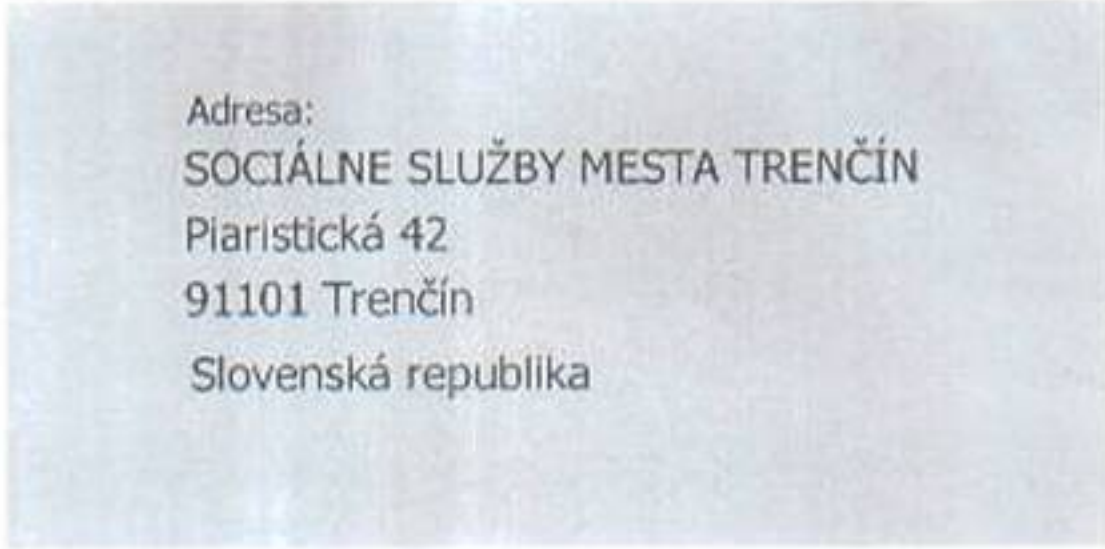 Adresa:
SOCIÁLNE SLUŽBY MESTA TRENČÍN
Piaristická 42
91101 Trenčín
Slovenská republika